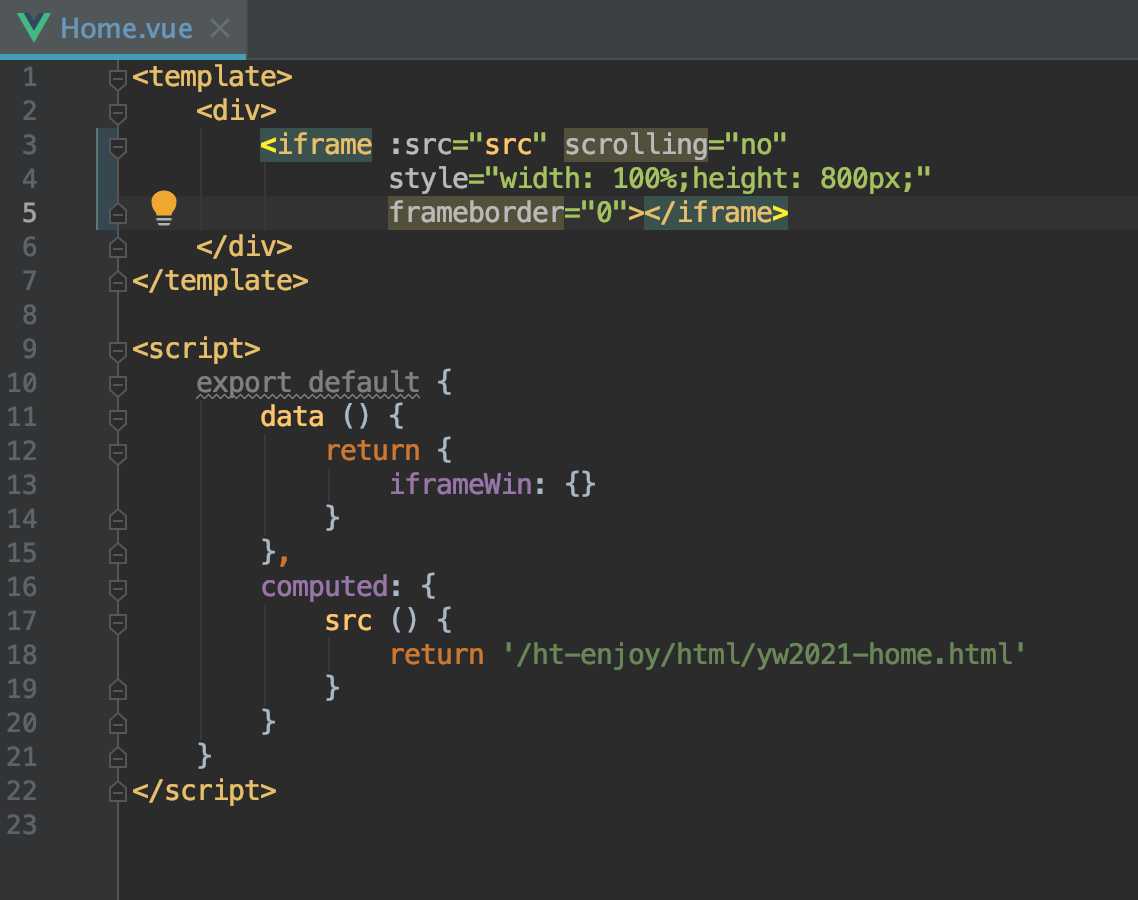 Home.vue
1 <template>
2     <div>
3         <iframe :src="src" scrolling="no"
4                 style="width: 100%;height: 800px;"
5                 frameborder="0"></iframe>
6     </div>
7 </template>
8
9 <script>
10     export default {
11         data () {
12             return {
13                 iframeWin: {}
14             }
15         },
16         computed: {
17             src () {
18                 return '/ht-enjoy/html/yw2021-home.html'
19             }
20         }
21     }
22 </script>
23